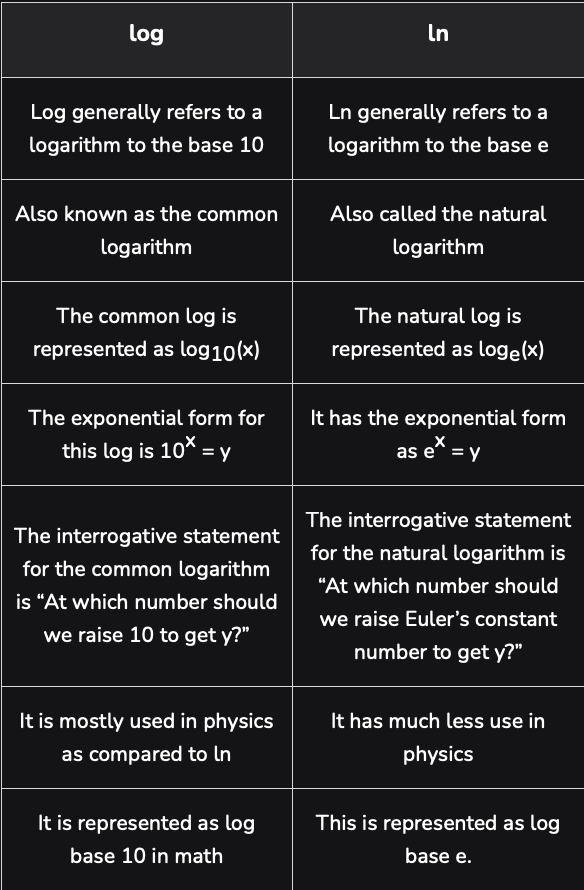 log
ln
Log generally refers to a
logarithm to the base 10
Ln generally refers to a
logarithm to the base e
Also known as the common
logarithm
Also called the natural
logarithm
The common log is
represented as log₁₀(x)
The natural log is
represented as logₑ(x)
The exponential form for
this log is 10ˣ = y
It has the exponential form
as eˣ = y
The interrogative statement
for the common logarithm
is “At which number should
we raise 10 to get y?”
The interrogative statement
for the natural logarithm is
“At which number should
we raise Euler’s constant
number to get y?”
It is mostly used in physics
as compared to ln
It has much less use in
physics
It is represented as log
base 10 in math
This is represented as log
base e.